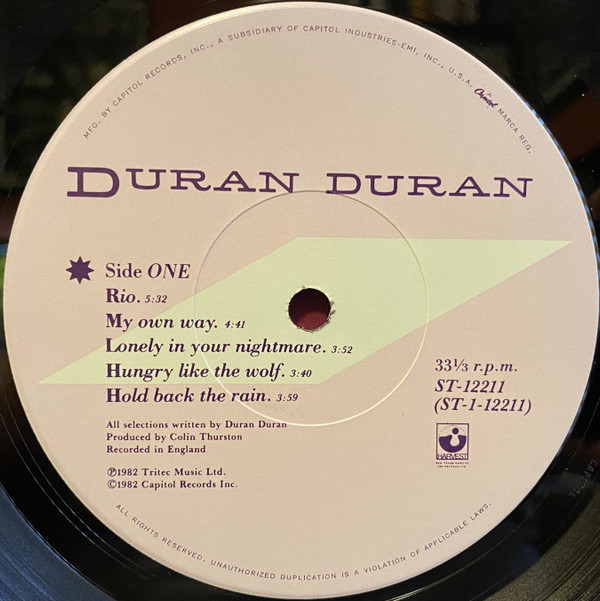 MFG. BY CAPITOL RECORDS, INC., A SUBSIDIARY OF CAPITOL INDUSTRIES-EMI, INC., U.S.A. Capitol MARCA REG.
DURAN DURAN
Side ONE
Rio. 5:32
My own way. 4:41
Lonely in your nightmare. 3:52
Hungry like the wolf. 3:40
Hold back the rain. 3:59
33⅓ r.p.m.
ST-12211
(ST-1-12211)
HARVEST
All selections written by Duran Duran
Produced by Colin Thurston
Recorded in England
℗1982 Tritec Music Ltd.
©1982 Capitol Records Inc.
ALL RIGHTS RESERVED, UNAUTHORIZED DUPLICATION IS A VIOLATION OF APPLICABLE LAWS.